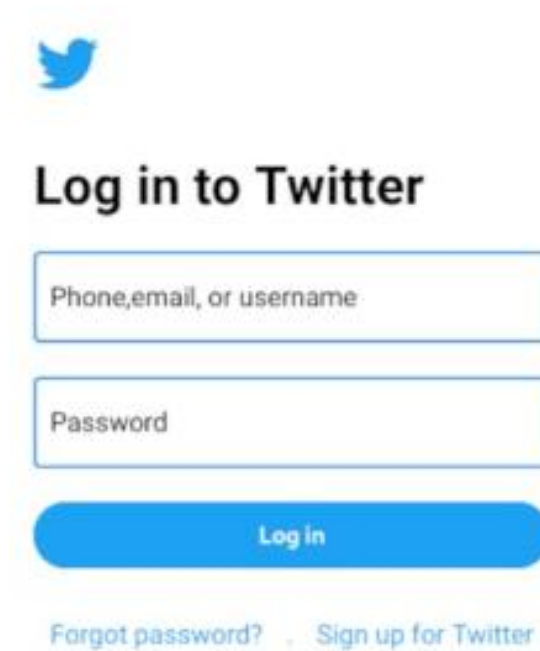 Log in to Twitter
Phone,email, or username
Password
Log in
Forgot password? . Sign up for Twitter